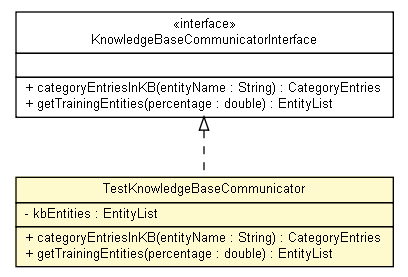 «interface»
KnowledgeBaseCommunicatorInterface
+ categoryEntriesInKB(entityName : String) : CategoryEntries
+ getTrainingEntities(percentage : double) : EntityList
TestKnowledgeBaseCommunicator
- kbEntities : EntityList
+ categoryEntriesInKB(entityName : String) : CategoryEntries
+ getTrainingEntities(percentage : double) : EntityList